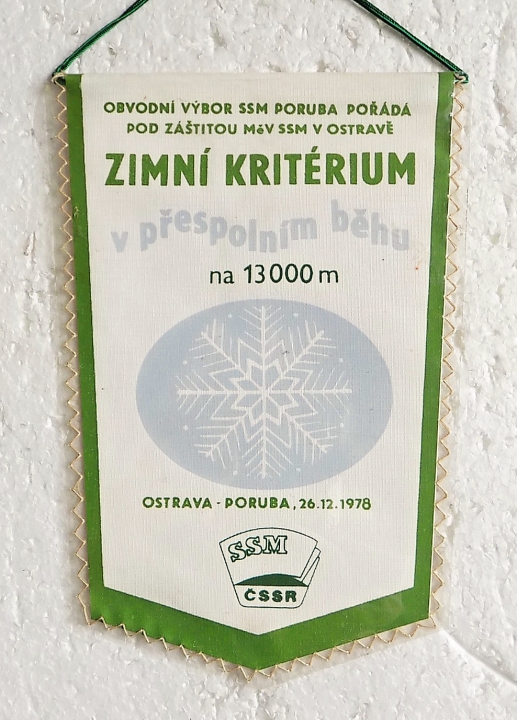 OBVODNÍ VÝBOR SSM PORUBA POŘÁDÁ
POD ZÁŠTITOU MěV SSM V OSTRAVĚ
ZIMNÍ KRITÉRIUM
v přespolním běhu
na 13000m
OSTRAVA - PORUBA, 26.12.1978
SSM
ČSSR